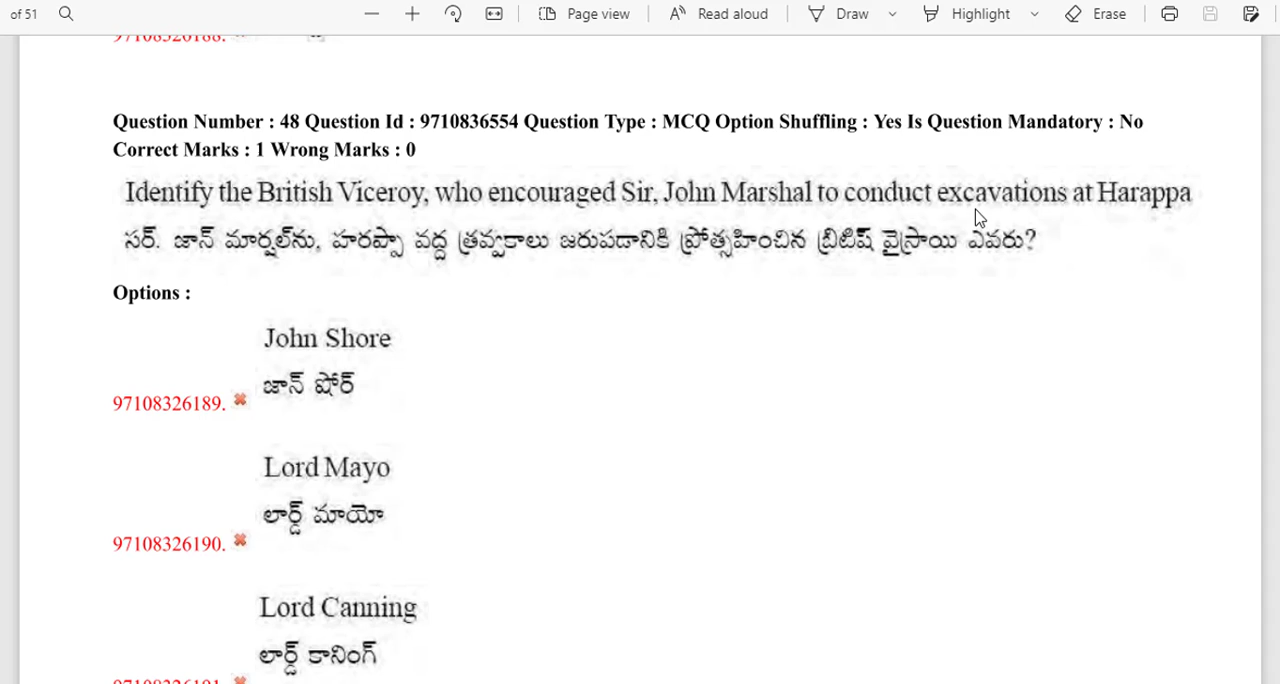 of 51 Page view Read aloud Draw Highlight Erase
97108326188.
Question Number : 48 Question Id : 9710836554 Question Type : MCQ Option Shuffling : Yes Is Question Mandatory : No
Correct Marks : 1 Wrong Marks : 0
Identify the British Viceroy, who encouraged Sir, John Marshal to conduct excavations at Harappa
సర్. జాన్ మార్షల్‌ను, హరప్పా వద్ద త్రవ్వకాలు జరుపడానికి ప్రోత్సహించిన బ్రిటిష్ వైస్రాయి ఎవరు?
Options :
John Shore
జాన్ షోర్
97108326189.
Lord Mayo
లార్డ్ మాయో
97108326190.
Lord Canning
లార్డ్ కానింగ్
97108326191.